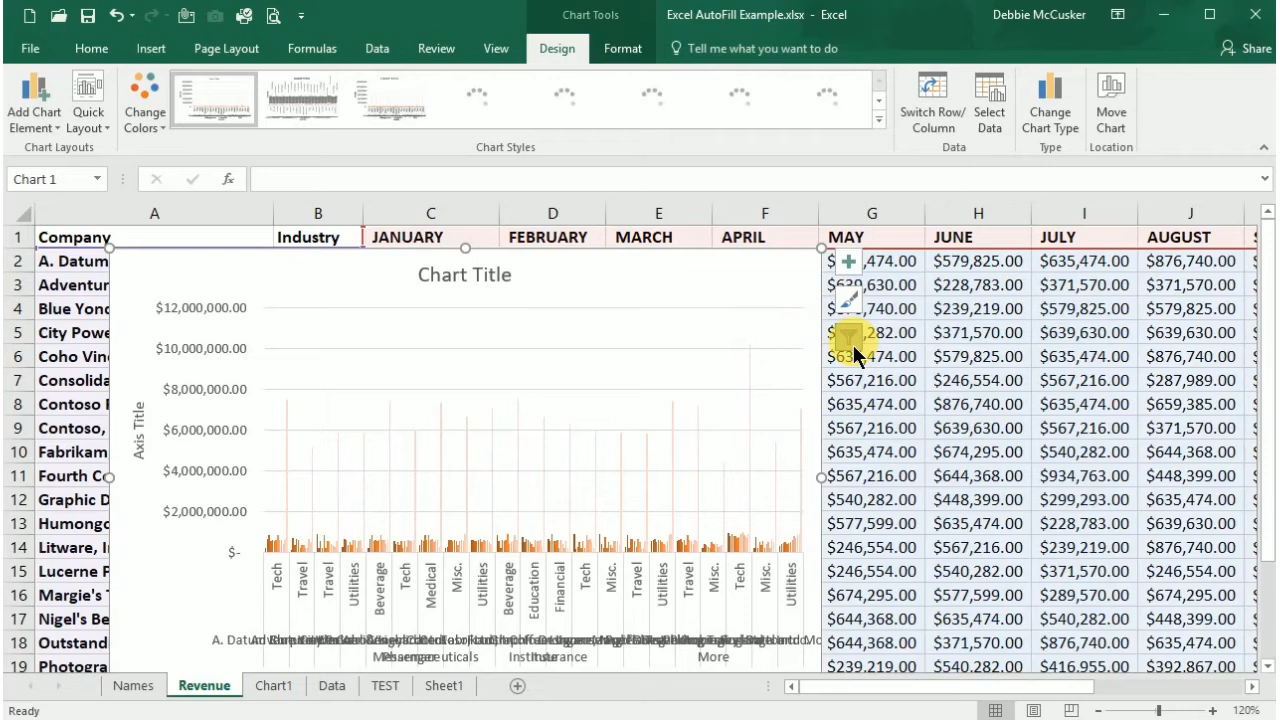 Chart Tools
Excel AutoFill Example.xlsx - Excel
Debbie McCusker
File Home Insert Page Layout Formulas Data Review View Design Format Tell me what you want to do Share
Add Chart Element
Quick Layout
Change Colors
Switch Row/ Column
Select Data
Change Chart Type
Move Chart
Chart Layouts Chart Styles Data Type Location
Chart 1 fx
A B C D E F G H I J
1 Company Industry JANUARY FEBRUARY MARCH APRIL MAY JUNE JULY AUGUST
2 A. Datum ,474.00 $579,825.00 $635,474.00 $876,740.00
3 Adventur ,630.00 $228,783.00 $371,570.00 $371,570.00
4 Blue Yond ,740.00 $239,219.00 $579,825.00 $579,825.00
5 City Powe ,282.00 $371,570.00 $639,630.00 $639,630.00
6 Coho Vine ,474.00 $579,825.00 $635,474.00 $876,740.00
7 Consolida $567,216.00 $246,554.00 $567,216.00 $287,989.00
8 Contoso $635,474.00 $876,740.00 $635,474.00 $659,385.00
9 Contoso, $567,216.00 $639,630.00 $567,216.00 $371,570.00
10 Fabrikam $635,474.00 $674,295.00 $540,282.00 $644,368.00
11 Fourth Co $567,216.00 $644,368.00 $934,763.00 $448,399.00
12 Graphic D $540,282.00 $448,399.00 $299,293.00 $635,474.00
13 Humongo $577,599.00 $635,474.00 $228,783.00 $635,474.00
14 Litware, I $246,554.00 $567,216.00 $239,219.00 $876,740.00
15 Lucerne P $246,554.00 $540,282.00 $371,570.00 $246,554.00
16 Margie's $674,295.00 $577,599.00 $289,570.00 $674,295.00
17 Nigel's Be $567,216.00 $635,474.00 $567,216.00 $635,474.00
18 Outstand $644,368.00 $371,570.00 $876,740.00 $644,368.00
19 Photogra $239,219.00 $540,282.00 $416,955.00 $392,867.00
Chart Title
Axis Title
$12,000,000.00
$10,000,000.00
$8,000,000.00
$6,000,000.00
$4,000,000.00
$2,000,000.00
$-
Tech Travel Travel Utilities Beverage Tech Medical Misc. Utilities Beverage Education Financial Tech Misc. Utilities Travel Misc. Tech Misc. Utilities
Institute
More
Names Revenue Chart1 Data TEST Sheet1
Ready 120%